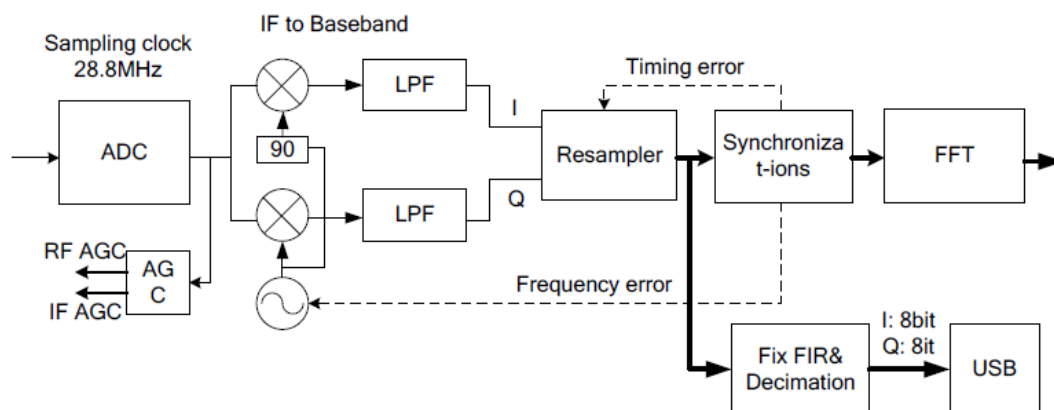 IF to Baseband
Sampling clock
28.8MHz
ADC
90
LPF
LPF
I
Q
Resampler
Timing error
Synchroniza
t-ions
FFT
RF AGC
IF AGC
AG
C
Frequency error
Fix FIR&
Decimation
I: 8bit
Q: 8it
USB